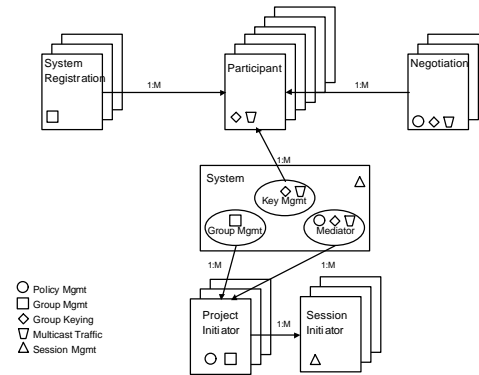 System
Registration
1:M
Participant
1:M
Negotiation
1:M
System
Key Mgmt
Group Mgmt
Mediator
1:M
1:M
Project
Initiator
1:M
Session
Initiator
Policy Mgmt
Group Mgmt
Group Keying
Multicast Traffic
Session Mgmt